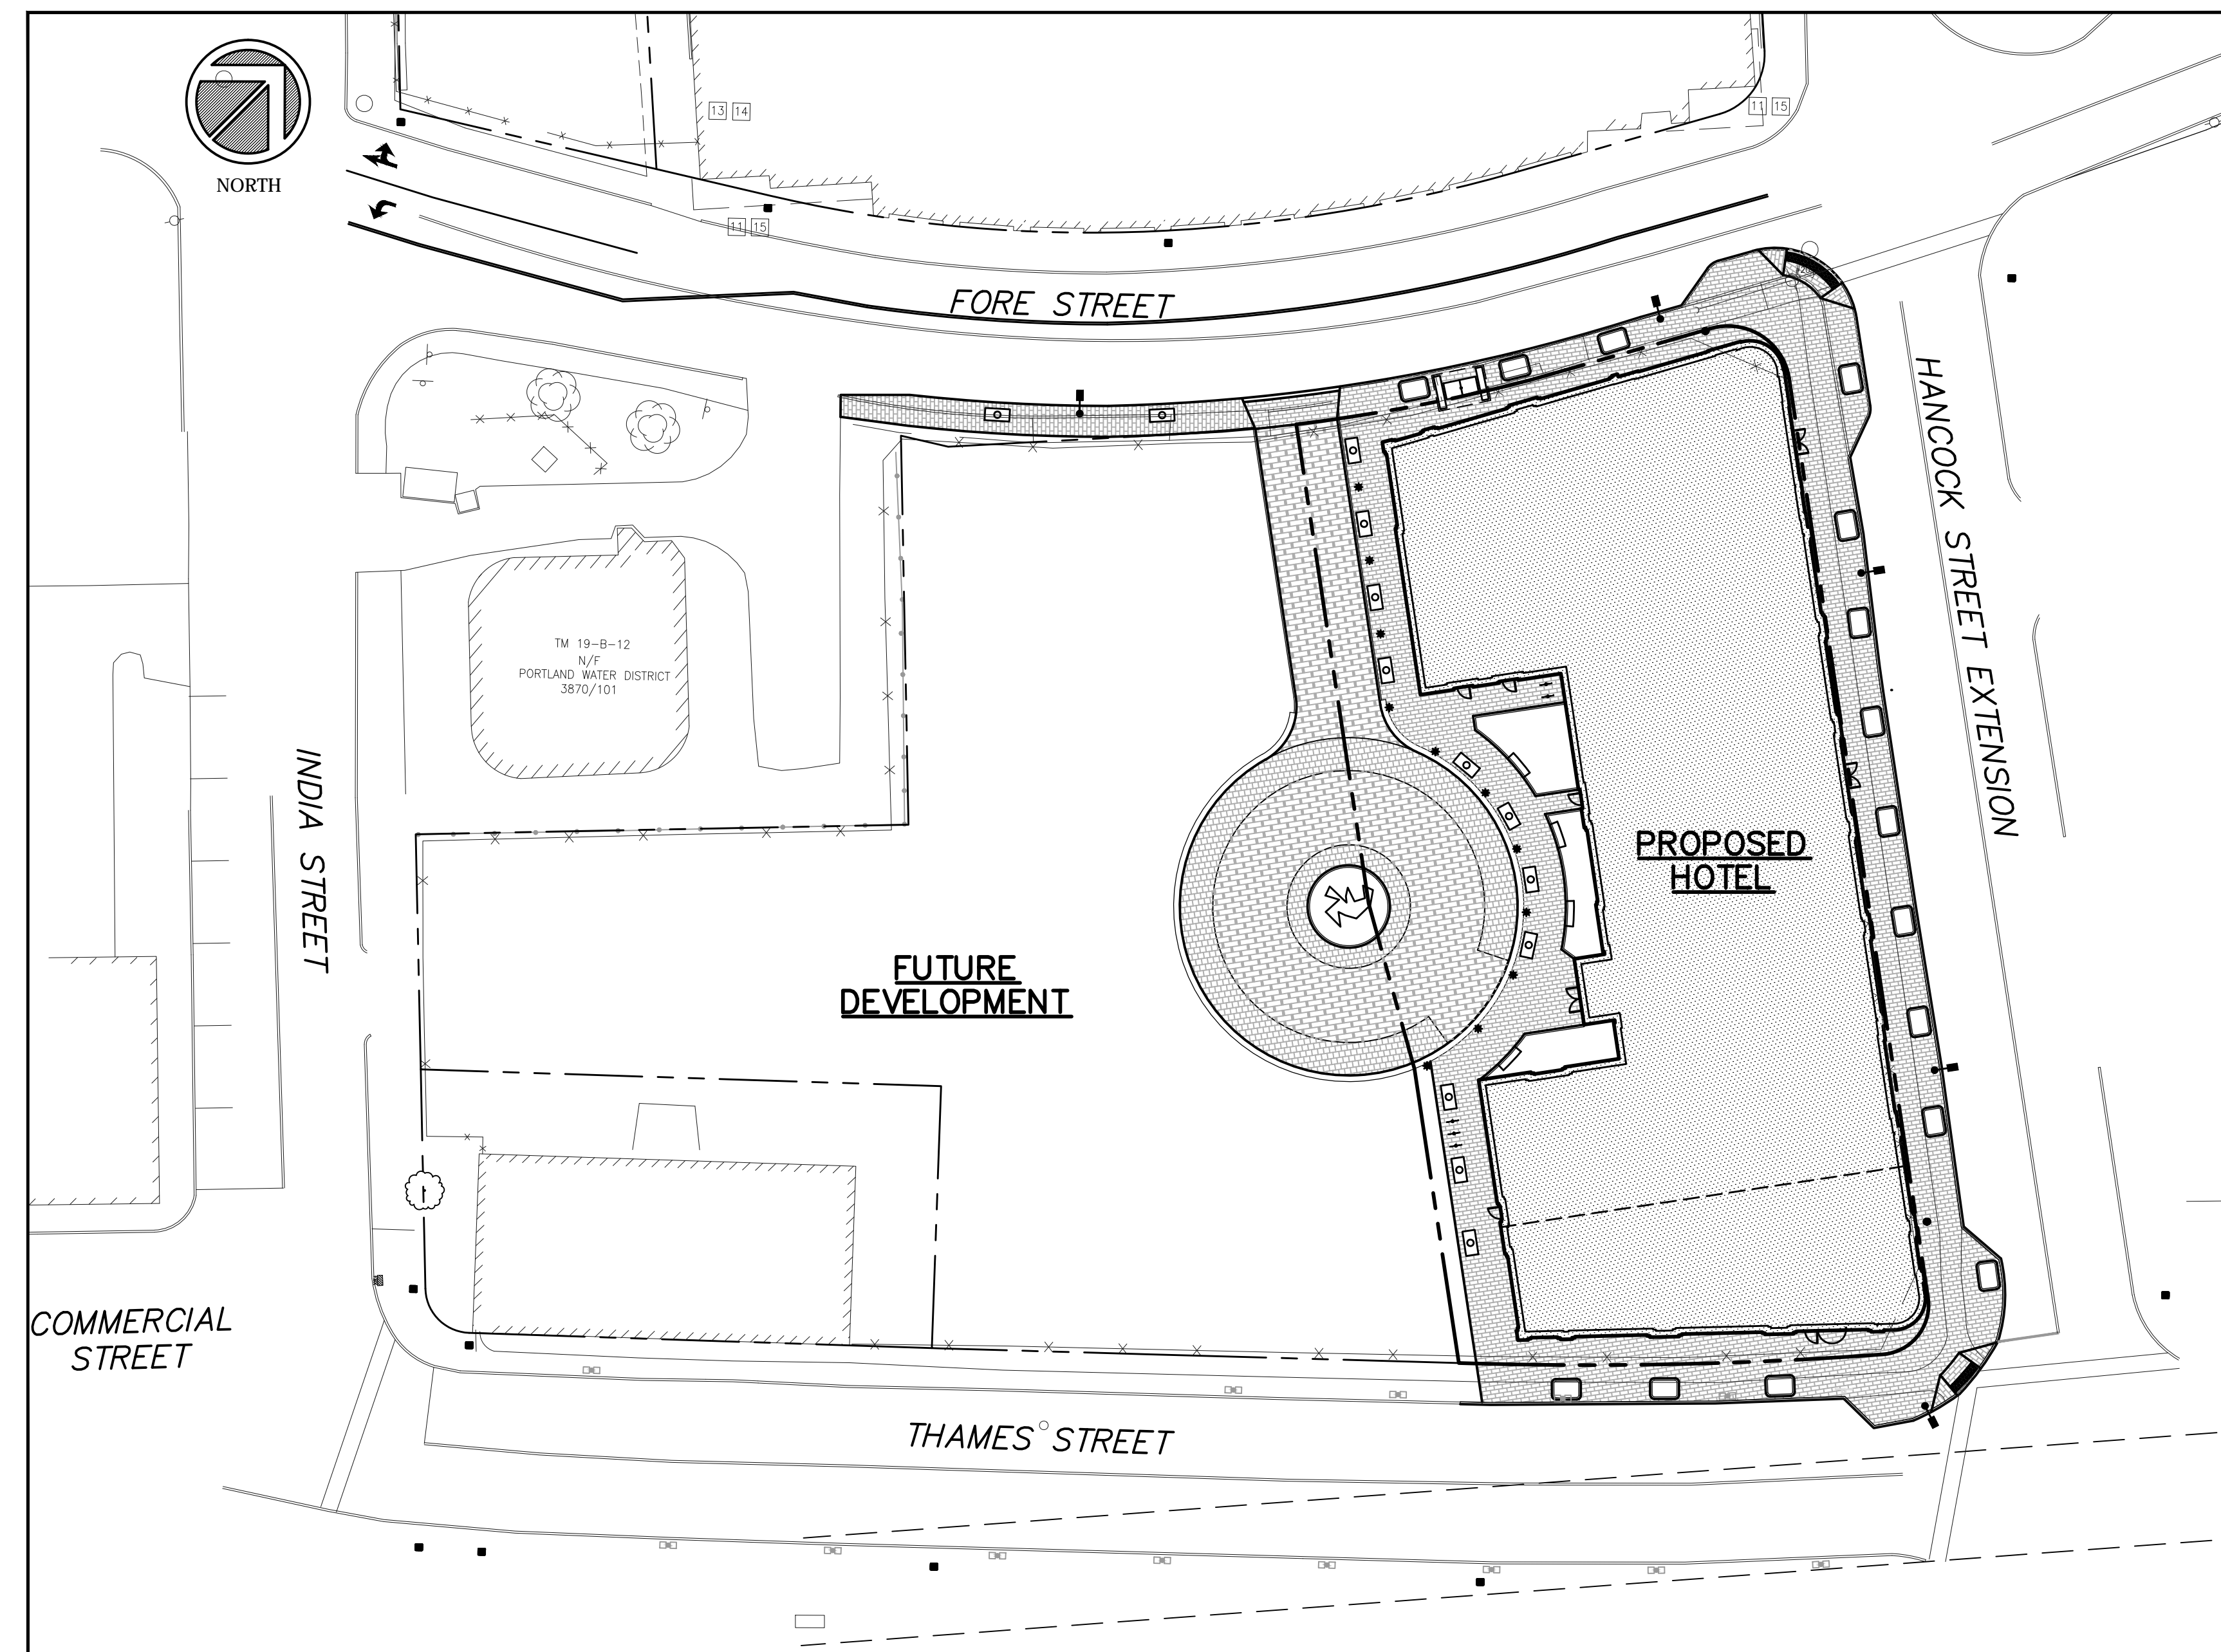 13 14
11 15
NORTH
11 15
FORE STREET
HANCOCK STREET EXTENSION
TM 19-B-12
N/F
PORTLAND WATER DISTRICT
3870/101
INDIA STREET
PROPOSED
HOTEL
FUTURE
DEVELOPMENT
COMMERCIAL
STREET
THAMES STREET